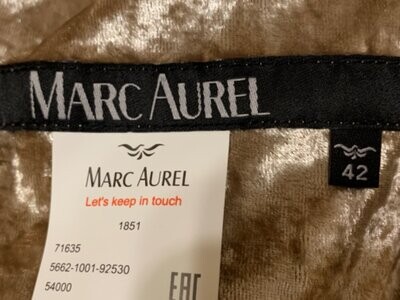 MARC AUREL
42
MARC AUREL
Let's keep in touch
1851
71635
5662-1001-92530
54000
EAC